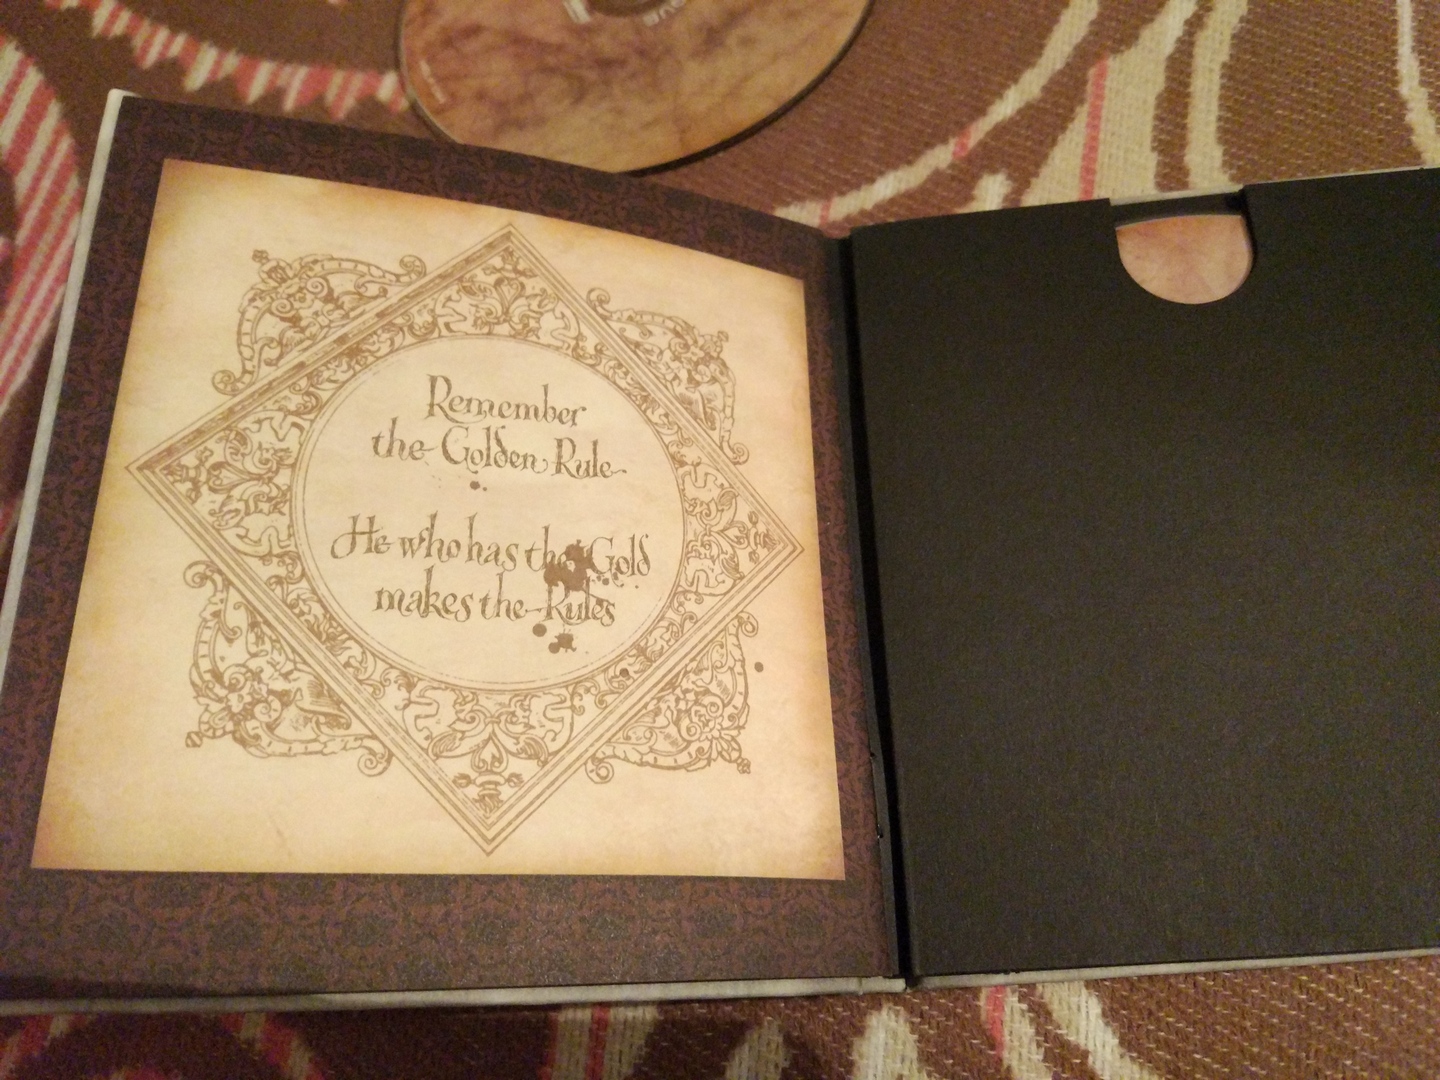 Remember
the Golden Rule
He who has the Gold
makes the Rules